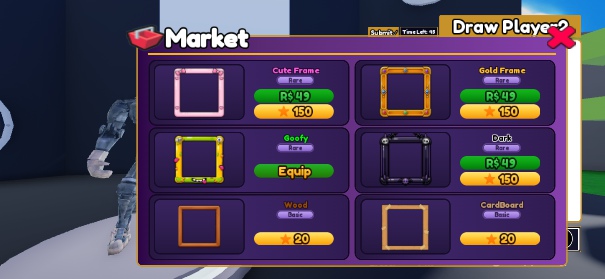 Market
Submit
Time Left: 48
Draw Player2
Cute Frame
Rare
R$ 49
150
Gold Frame
Rare
R$ 49
150
Goofy
Rare
Equip
Dark
Rare
R$ 49
150
Wood
Basic
20
CardBoard
Basic
20